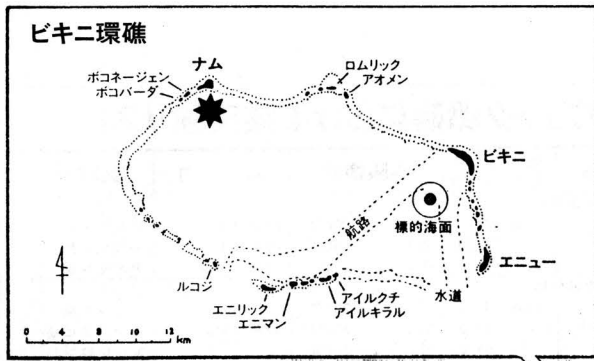 ビキニ環礁
ナム
ボコネージェン
ボコバータ
ロムリック
アオメン
ビキニ
標的海面
航路
エニュー
水道
ルコジ
エニリック
エニマン
アイルクチ
アイルキラル
0 4 8 10 12
km